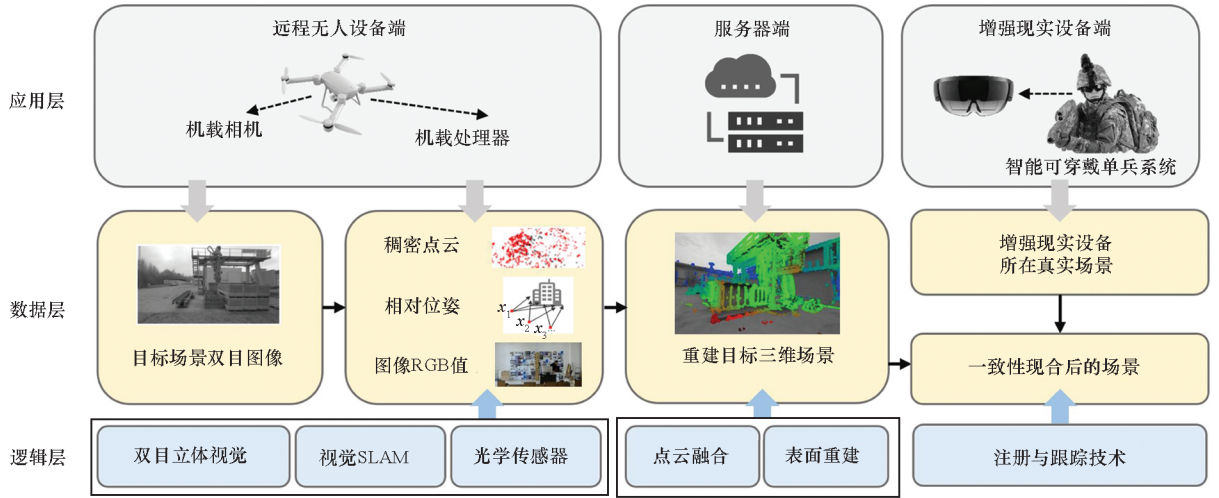 远程无人设备端
服务器端
增强现实设备端
应用层
机载相机
机载处理器
智能可穿戴单兵系统
稠密点云
增强现实设备
所在真实场景
数据层
相对位姿
x1
x2
x3...
目标场景双目图像
图像RGB值
重建目标三维场景
一致性现合后的场景
逻辑层
双目立体视觉
视觉SLAM
光学传感器
点云融合
表面重建
注册与跟踪技术